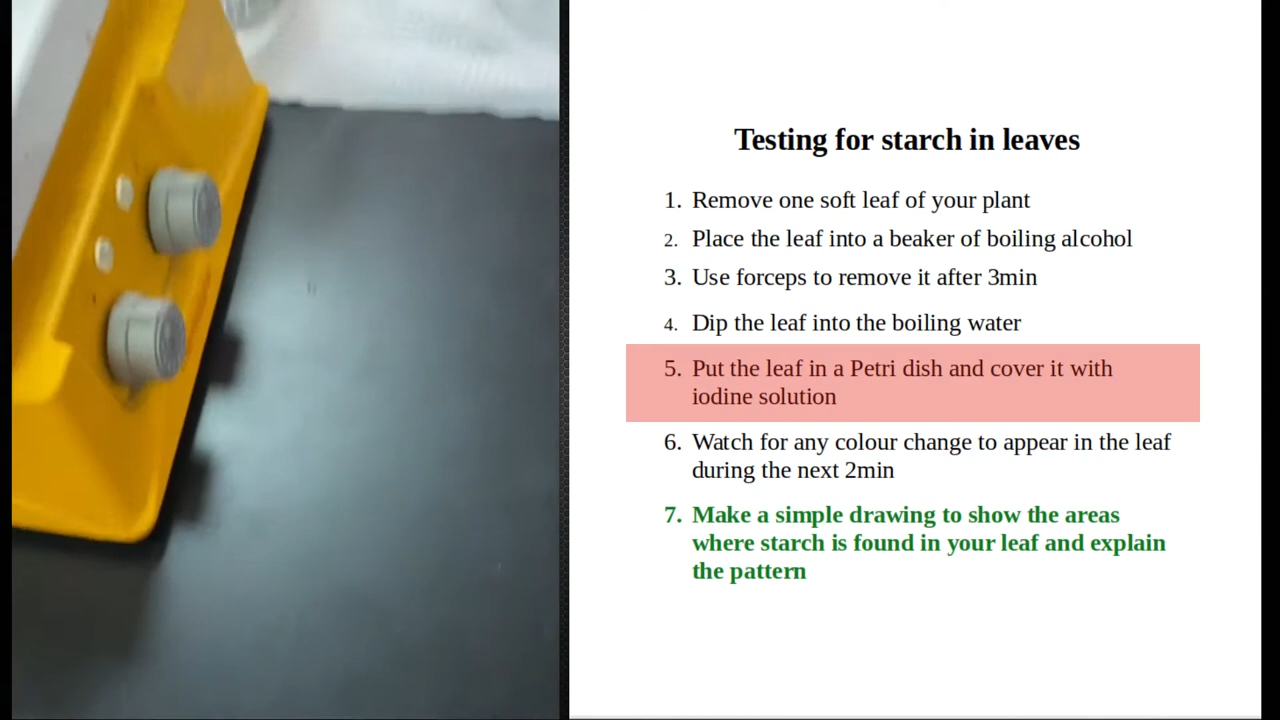 Testing for starch in leaves
1. Remove one soft leaf of your plant
2. Place the leaf into a beaker of boiling alcohol
3. Use forceps to remove it after 3min
4. Dip the leaf into the boiling water
5. Put the leaf in a Petri dish and cover it with
iodine solution
6. Watch for any colour change to appear in the leaf
during the next 2min
7. Make a simple drawing to show the areas
where starch is found in your leaf and explain
the pattern